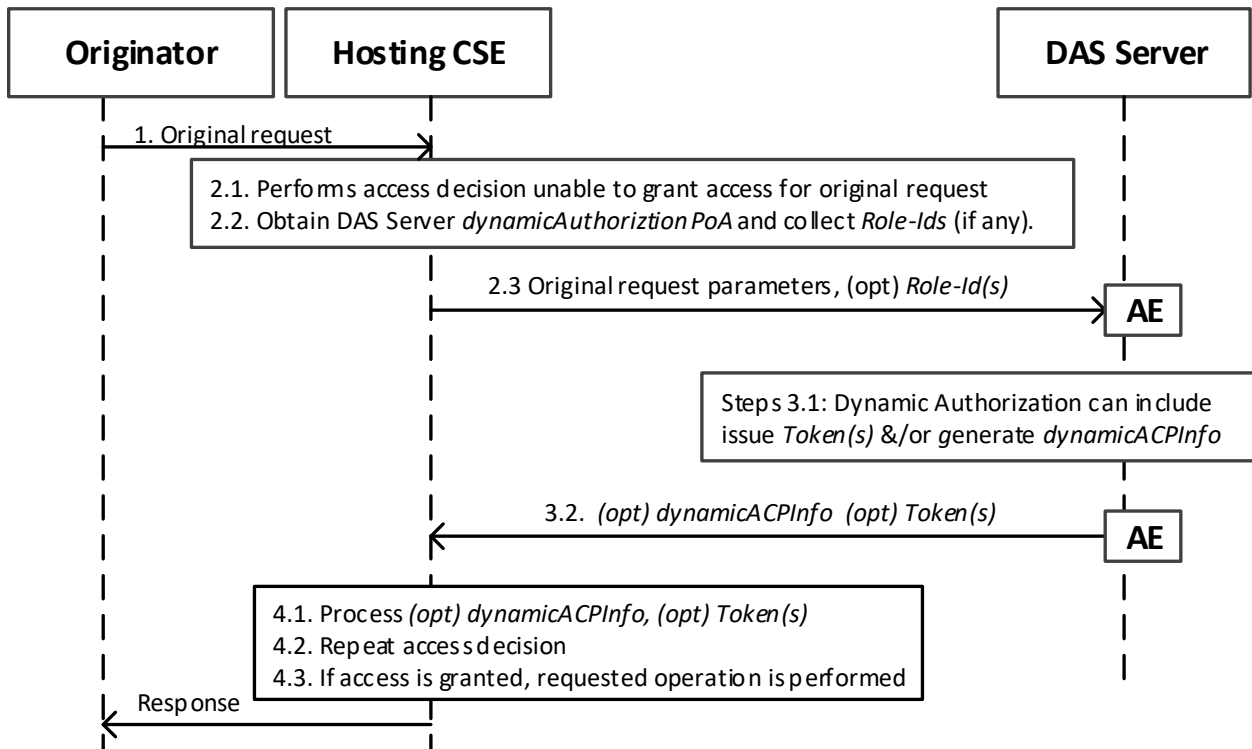 Originator
Hosting CSE
DAS Server
1. Original request
2.1. Performs access decision unable to grant access for original request
2.2. Obtain DAS Server dynamicAuthoriztionPoA and collect Role-Ids (if any).
2.3 Original request parameters, (opt) Role-Id(s)
AE
Steps 3.1: Dynamic Authorization can include
issue Token(s) &/or generate dynamicACPInfo
3.2. (opt) dynamicACPInfo (opt) Token(s)
AE
4.1. Process (opt) dynamicACPInfo, (opt) Token(s)
4.2. Repeat access decision
4.3. If access is granted, requested operation is performed
Response